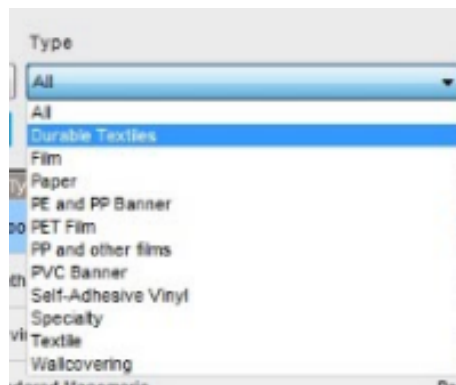 Type
All
All
Durable Textiles
Film
Paper
PE and PP Banner
PET Film
PP and other films
PVC Banner
Self-Adhesive Vinyl
Specialty
Textile
Wallcovering